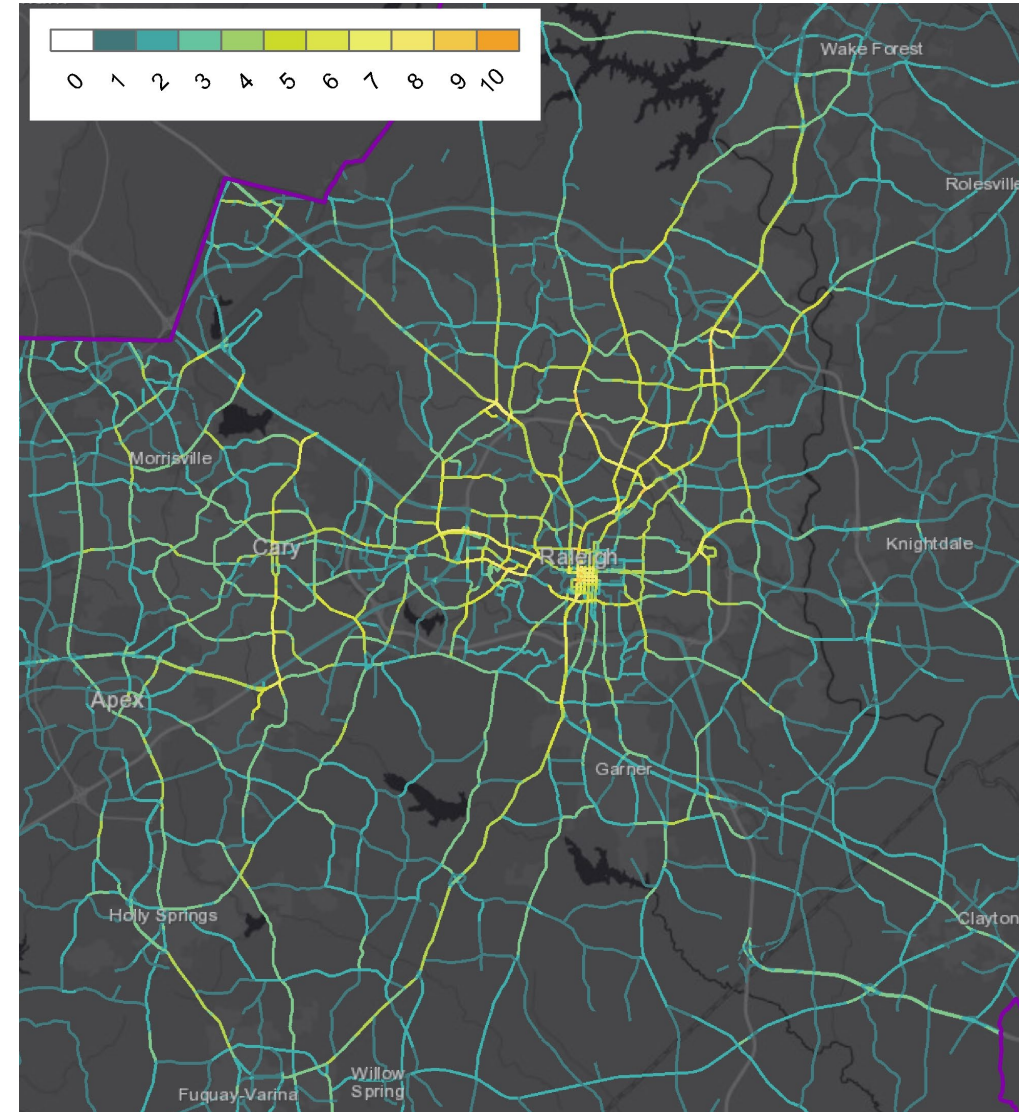 0 1 2 3 4 5 6 7 8 9 10
Wake Forest
Rolesville
Morrisville
Cary
Raleigh
Knightdale
Apex
Garner
Holly Springs
Clayton
Willow
Spring
Fuquay-Varina